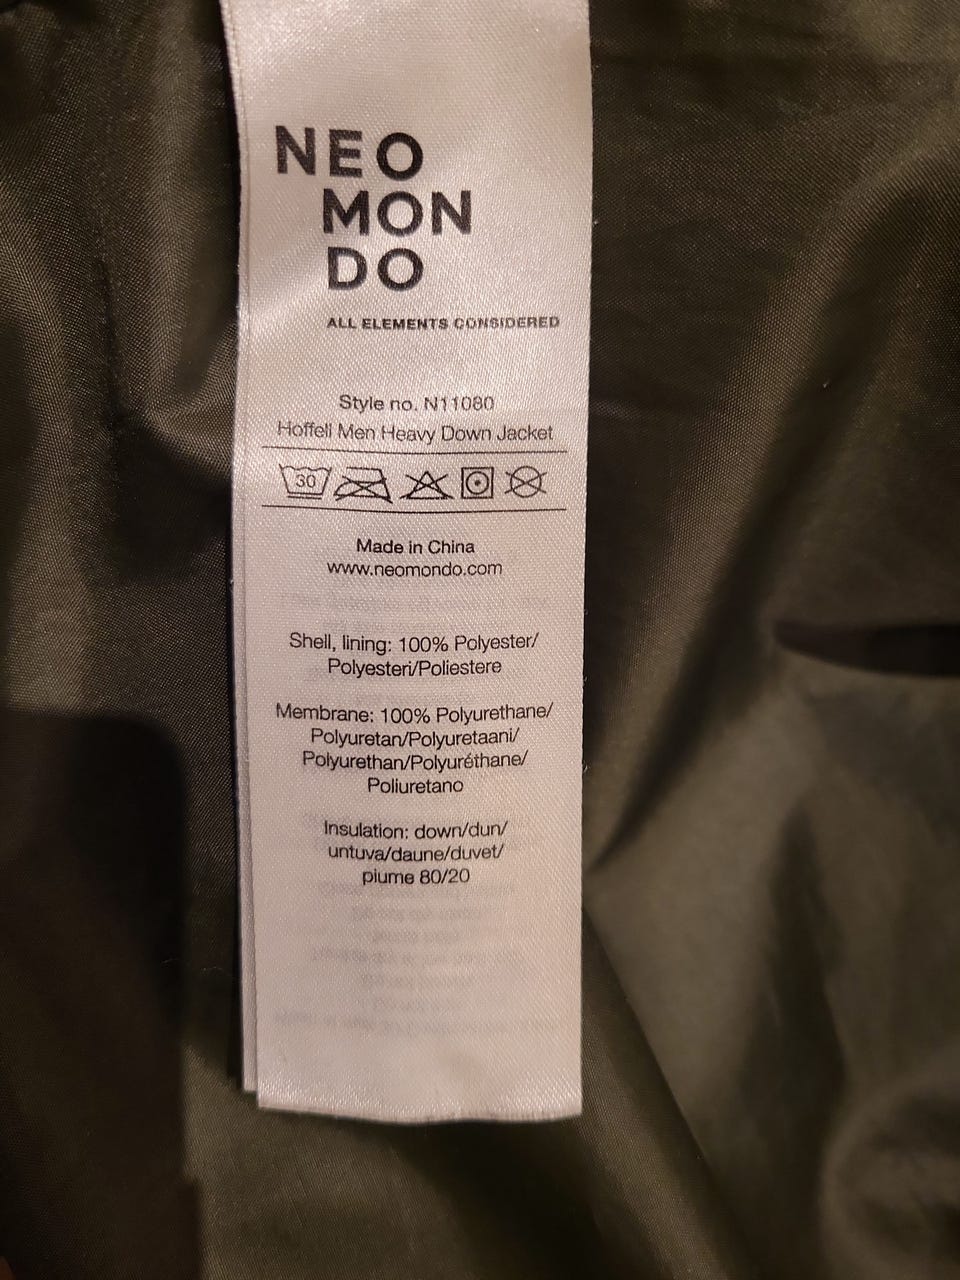 NEO
MON
DO
ALL ELEMENTS CONSIDERED
Style no. N11080
Hoffell Men Heavy Down Jacket
30
Made in China
www.neomondo.com
Shell, lining: 100% Polyester/
Polyesteri/Poliestere
Membrane: 100% Polyurethane/
Polyuretan/Polyuretaani/
Polyurethan/Polyuréthane/
Poliuretano
Insulation: down/dun/
untuva/daune/duvet/
piume 80/20